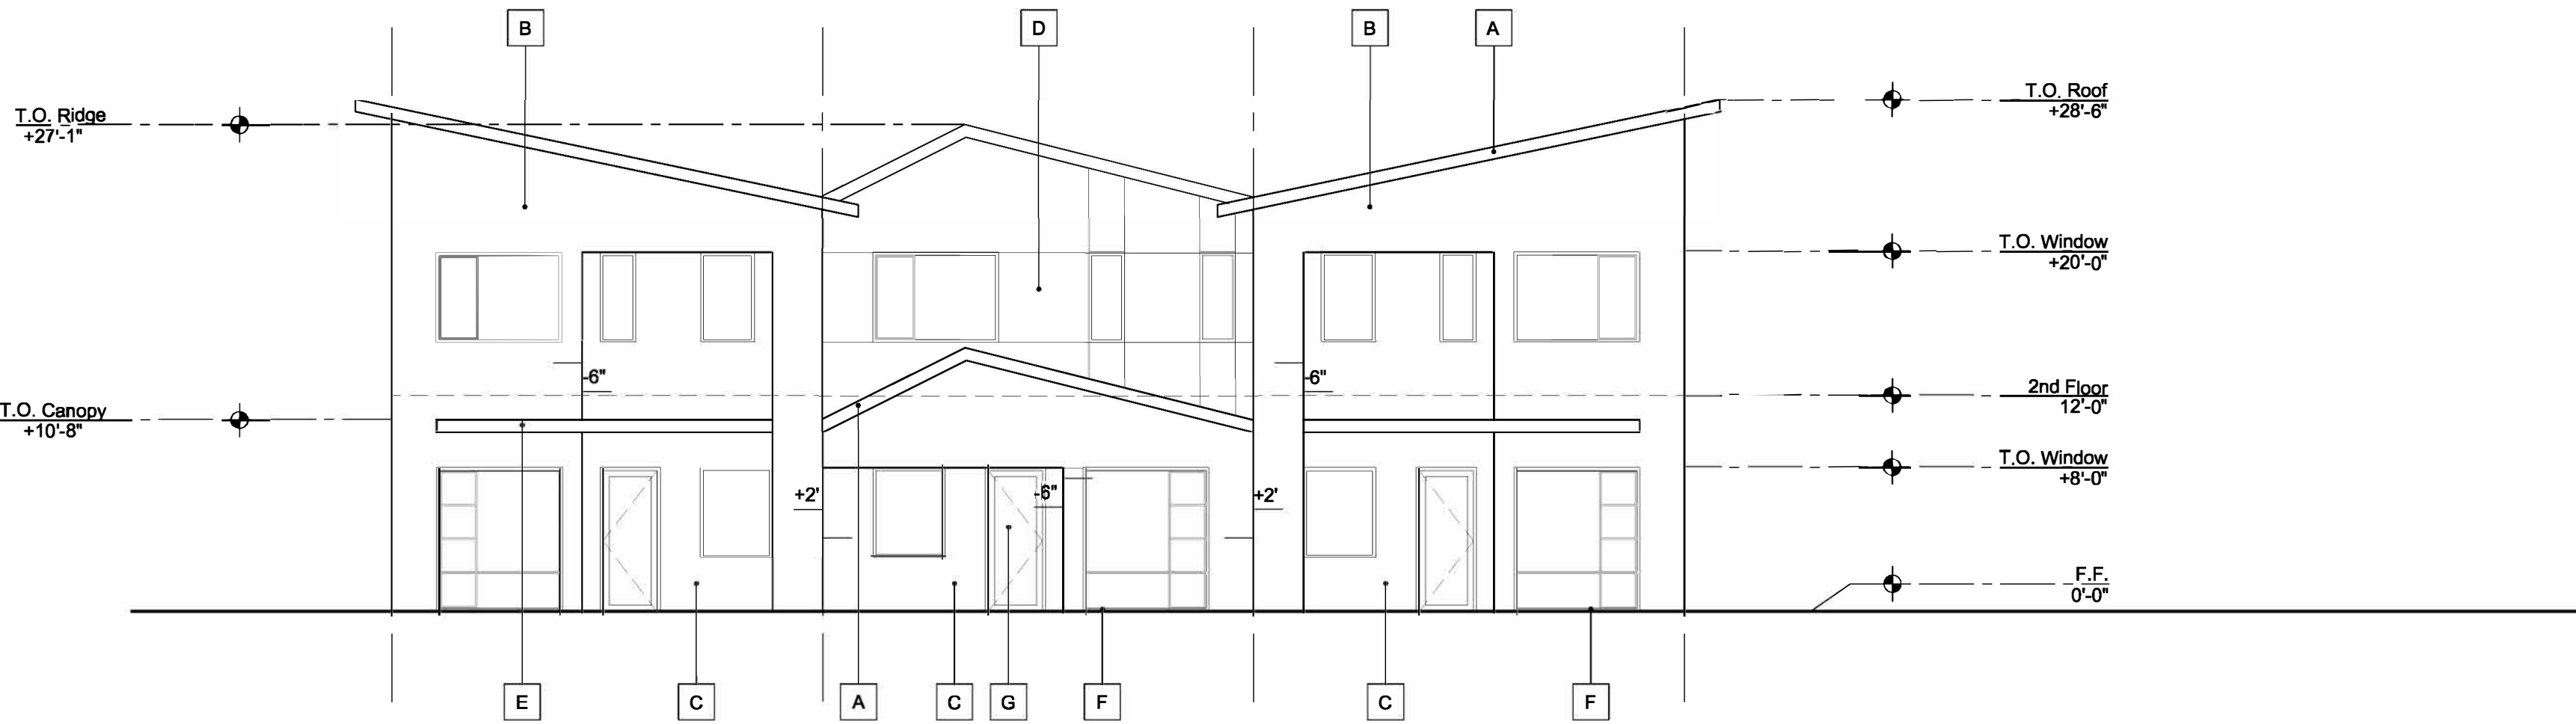 B
D
B
A
T.O. Ridge
+27'-1"
T.O. Roof
+28'-6"
T.O. Window
+20'-0"
-6"
-6"
2nd Floor
12'-0"
T.O. Canopy
+10'-8"
T.O. Window
+8'-0"
+2'
-6"
+2'
F.F.
0'-0"
E
C
A
C
G
F
C
F